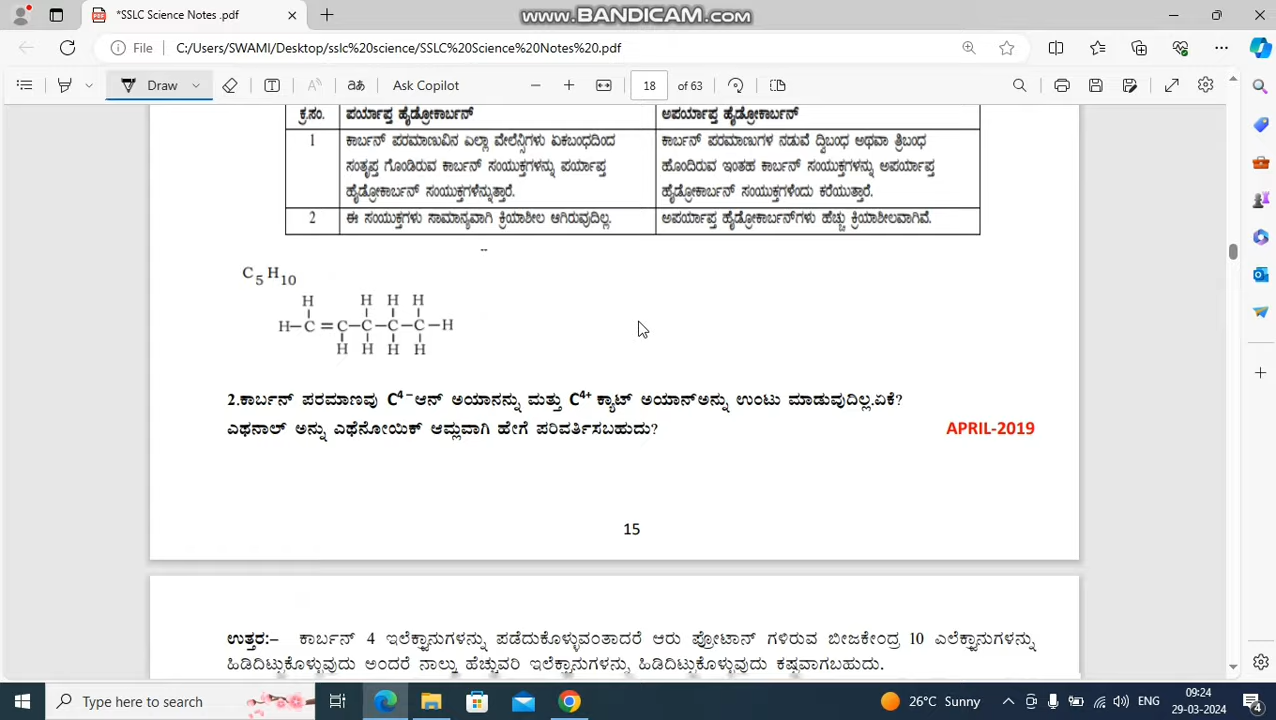 www.BANDICAM.com
*SSLC Science Notes .pdf
File C:/Users/SWAMI/Desktop/sslc%20science/SSLC%20Science%20Notes%20.pdf
Draw Ask Copilot 18 of 63
ಕ್ರ.ಸಂ. ಪರ್ಯಾಪ್ತ ಹೈಡ್ರೋಕಾರ್ಬನ್ ಅಪರ್ಯಾಪ್ತ ಹೈಡ್ರೋಕಾರ್ಬನ್
1 ಕಾರ್ಬನ್ ಪರಮಾಣುವಿನ ಎಲ್ಲಾ ವೇಲೆನ್ಸಿಗಳು ಏಕಬಂಧದಿಂದ
ಸಂತೃಪ್ತ ಗೊಂಡಿರುವ ಕಾರ್ಬನ್ ಸಂಯುಕ್ತಗಳನ್ನು ಪರ್ಯಾಪ್ತ
ಹೈಡ್ರೋಕಾರ್ಬನ್ ಸಂಯುಕ್ತಗಳೆನ್ನುತ್ತಾರೆ.
ಕಾರ್ಬನ್ ಪರಮಾಣುಗಳ ನಡುವೆ ದ್ವಿಬಂಧ ಅಥವಾ ತ್ರಿಬಂಧ
ಹೊಂದಿರುವ ಇಂತಹ ಕಾರ್ಬನ್ ಸಂಯುಕ್ತಗಳನ್ನು ಅಪರ್ಯಾಪ್ತ
ಹೈಡ್ರೋಕಾರ್ಬನ್ ಸಂಯುಕ್ತಗಳೆಂದು ಕರೆಯುತ್ತಾರೆ.
2 ಈ ಸಂಯುಕ್ತಗಳು ಸಾಮಾನ್ಯವಾಗಿ ಕ್ರಿಯಾಶೀಲ ಆಗಿರುವುದಿಲ್ಲ.
ಅಪರ್ಯಾಪ್ತ ಹೈಡ್ರೋಕಾರ್ಬನ್‌ಗಳು ಹೆಚ್ಚು ಕ್ರಿಯಾಶೀಲವಾಗಿವೆ.
--
C5H10
H H H H
H–C=C–C–C–C–H
H H H H
2.ಕಾರ್ಬನ್ ಪರಮಾಣವು C4– ಆನ್ ಅಯಾನನ್ನು ಮತ್ತು C4+ ಕ್ಯಾಟ್ ಅಯಾನ್ಅನ್ನು ಉಂಟು ಮಾಡುವುದಿಲ್ಲ.ಏಕೆ?
ಎಥನಾಲ್ ಅನ್ನು ಎಥೆನೋಯಿಕ್ ಆಮ್ಲವಾಗಿ ಹೇಗೆ ಪರಿವರ್ತಿಸಬಹುದು? APRIL-2019
15
ಉತ್ತರ:– ಕಾರ್ಬನ್ 4 ಇಲೆಕ್ಟ್ರಾನುಗಳನ್ನು ಪಡೆದುಕೊಳ್ಳುವಂತಾದರೆ ಆರು ಪ್ರೋಟಾನ್ ಗಳಿರುವ ಬೀಜಕೇಂದ್ರ 10 ಎಲೆಕ್ಟ್ರಾನುಗಳನ್ನು
ಹಿಡಿದಿಟ್ಟುಕೊಳ್ಳುವುದು ಅಂದರೆ ನಾಲ್ಕು ಹೆಚ್ಚುವರಿ ಇಲೆಕ್ಟ್ರಾನುಗಳನ್ನು ಹಿಡಿದಿಟ್ಟುಕೊಳ್ಳುವುದು ಕಷ್ಟವಾಗಬಹುದು.
Type here to search
26°C Sunny
ENG
09:24
29-03-2024
4